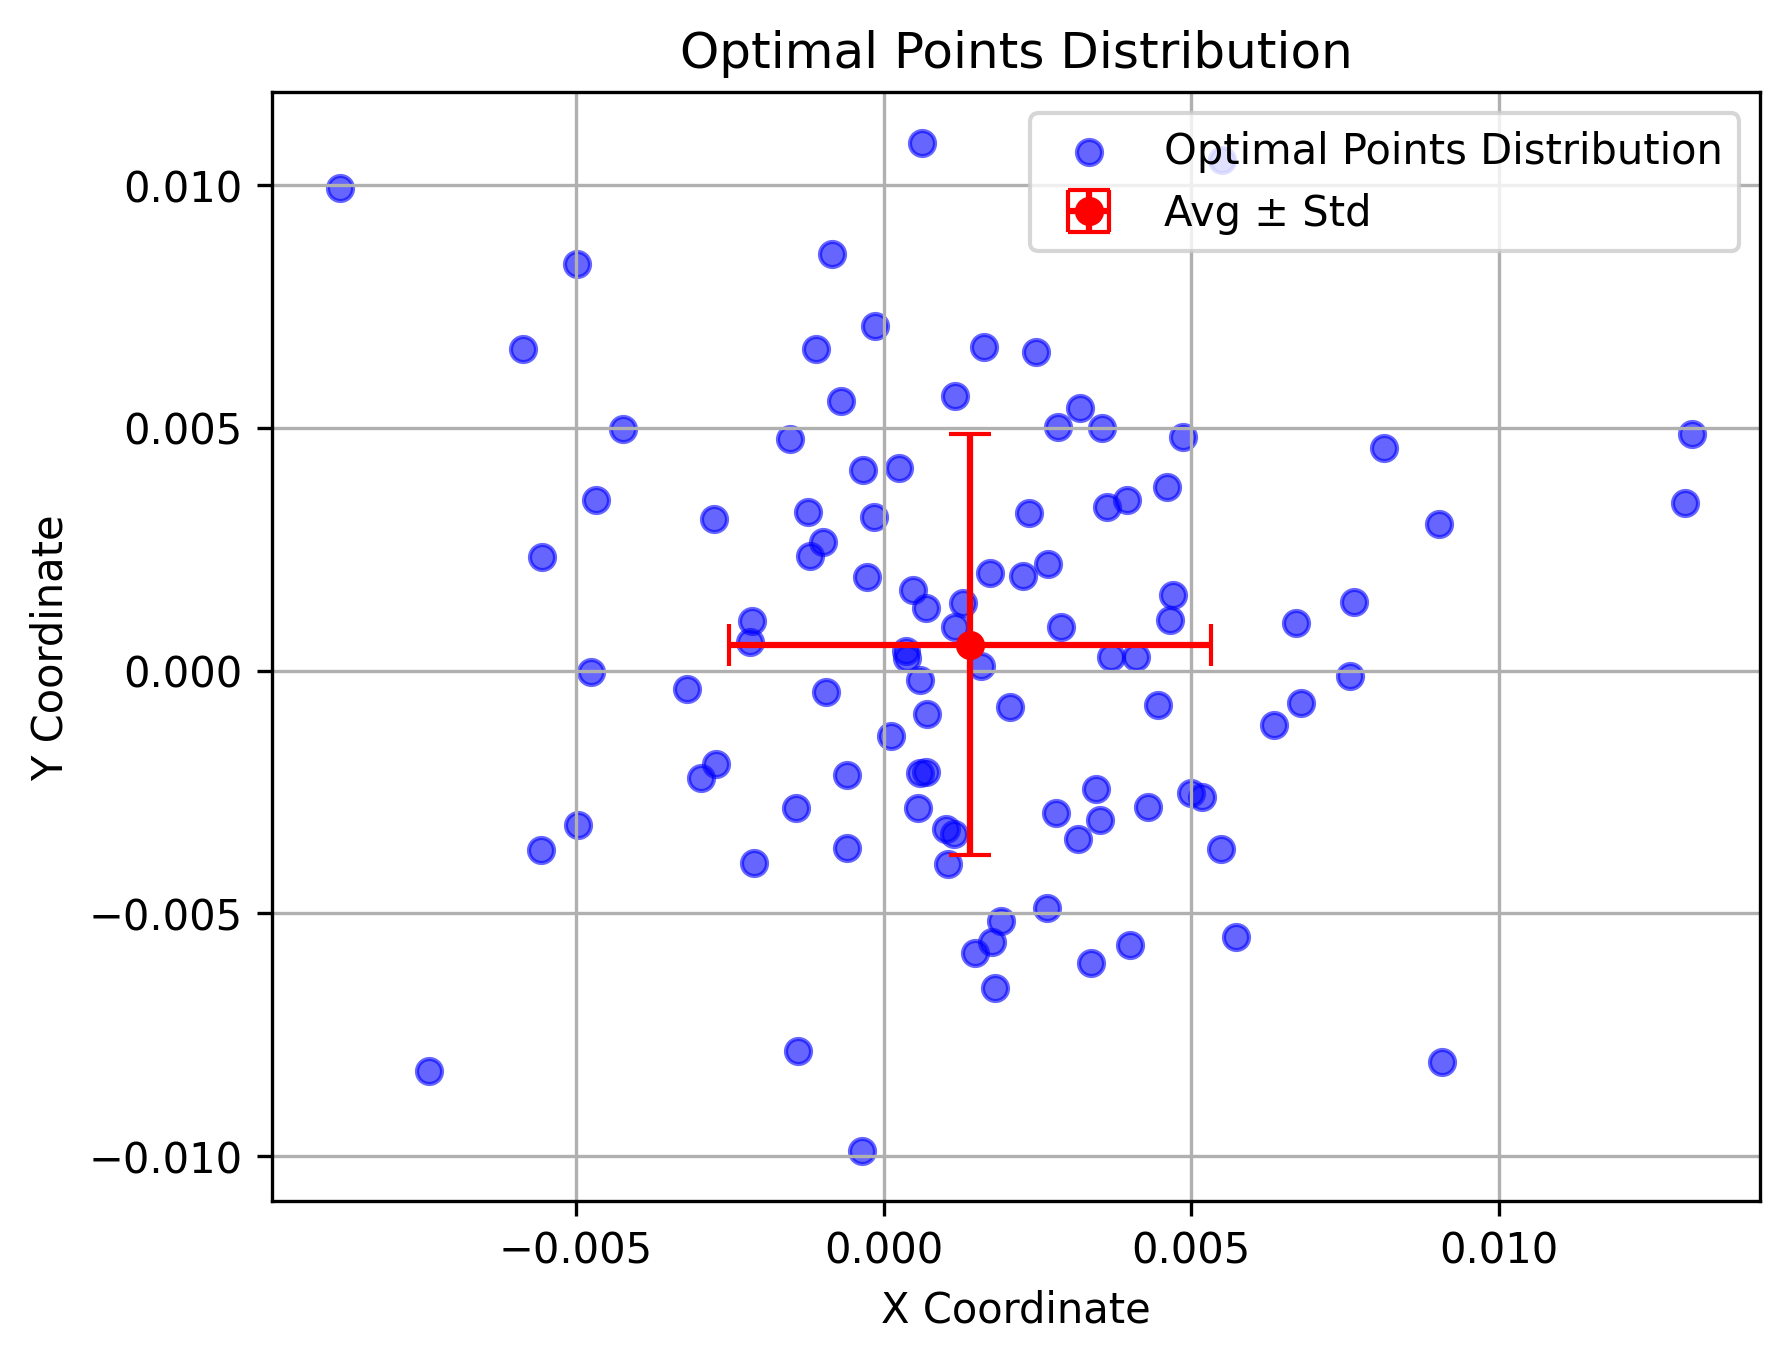 Optimal Points Distribution
Optimal Points Distribution
Avg ± Std
0.010
0.005
0.000
−0.005
−0.010
Y Coordinate
−0.005 0.000 0.005 0.010
X Coordinate